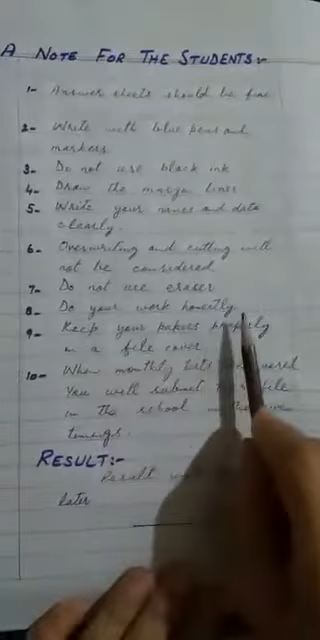 A NOTE FOR THE STUDENTS:-
1- Answer sheets should be fine
2- Write with blue pens and
markers.
3- Do not use black ink
4- Draw the margin lines
5- Write your names and data
clearly.
6- Overwriting and cutting will
not be considered
7- Do not use eraser
8- Do your work honestly
9- Keep your papers properly
in a file cover
10- When monthly
You will submit file
in the school
timings.
RESULT:-
Result
later